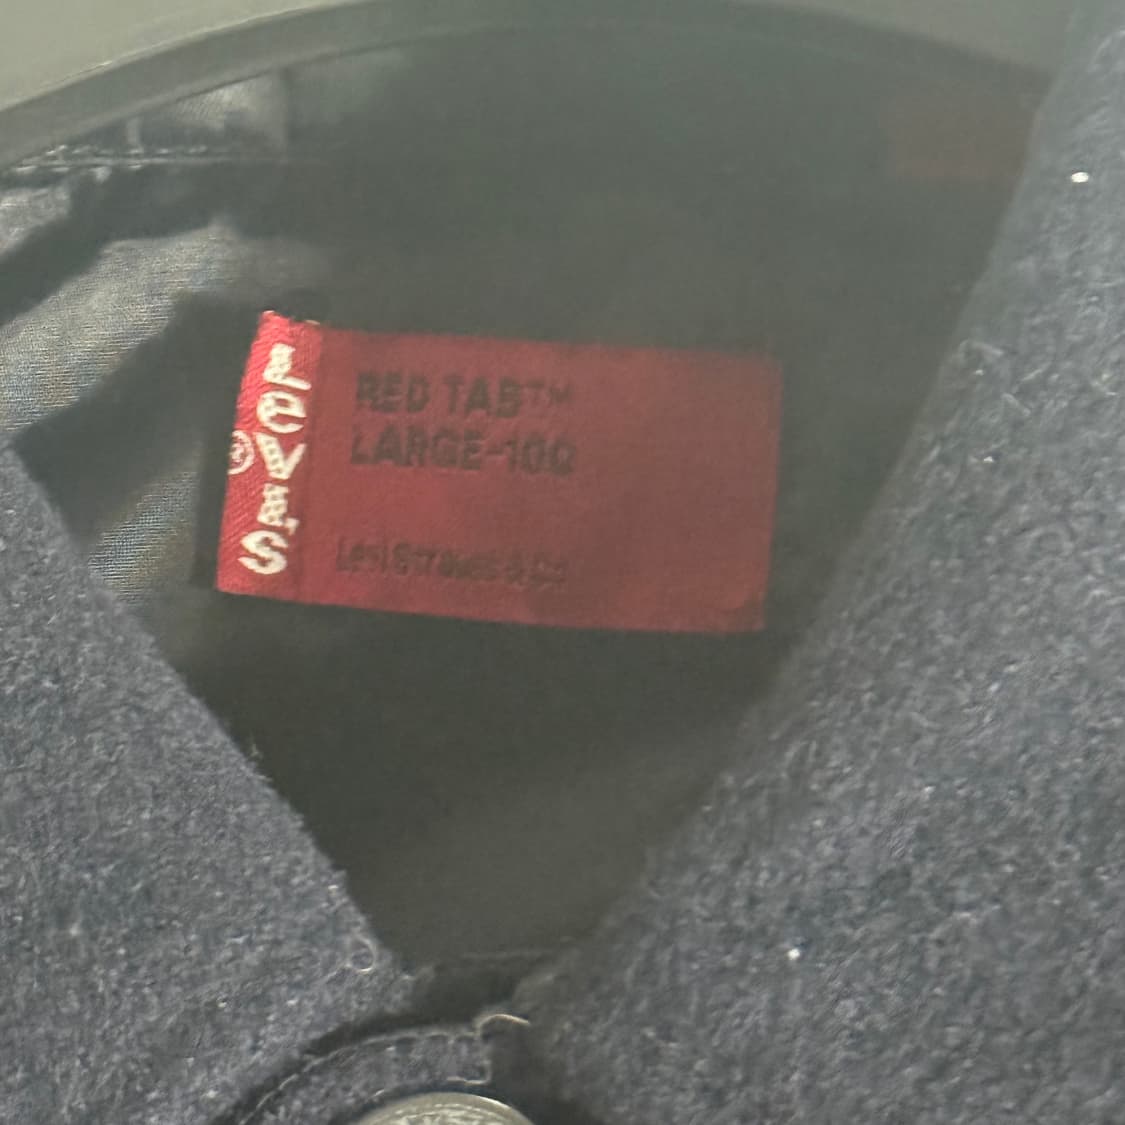 LEVI'S
®
RED TAB™
LARGE-100
Levi Strauss & Co